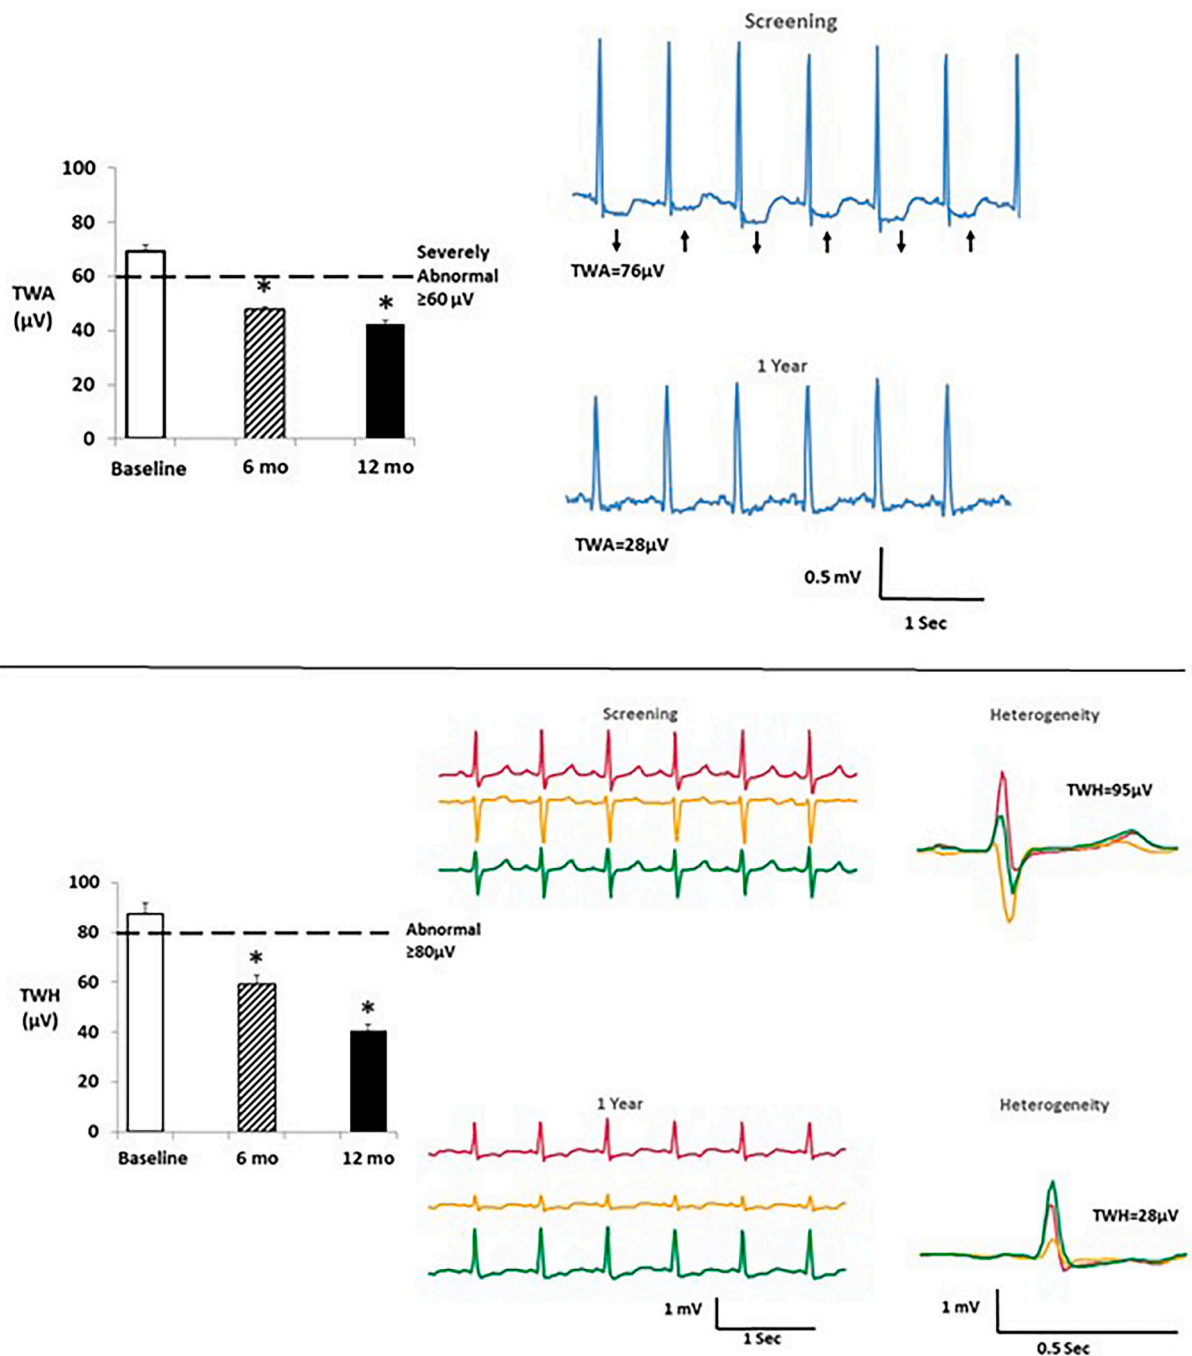 Screening
100
80
60
40
20
0
TWA
(µV)
Severely
Abnormal
≥60 µV
*
*
Baseline
6 mo
12 mo
TWA=76µV
1 Year
TWA=28µV
0.5 mV
1 Sec
Screening
Heterogeneity
TWH=95µV
100
80
60
40
20
0
TWH
(µV)
Abnormal
≥80µV
*
*
Baseline
6 mo
12 mo
1 Year
Heterogeneity
TWH=28µV
1 mV
1 Sec
1 mV
0.5 Sec